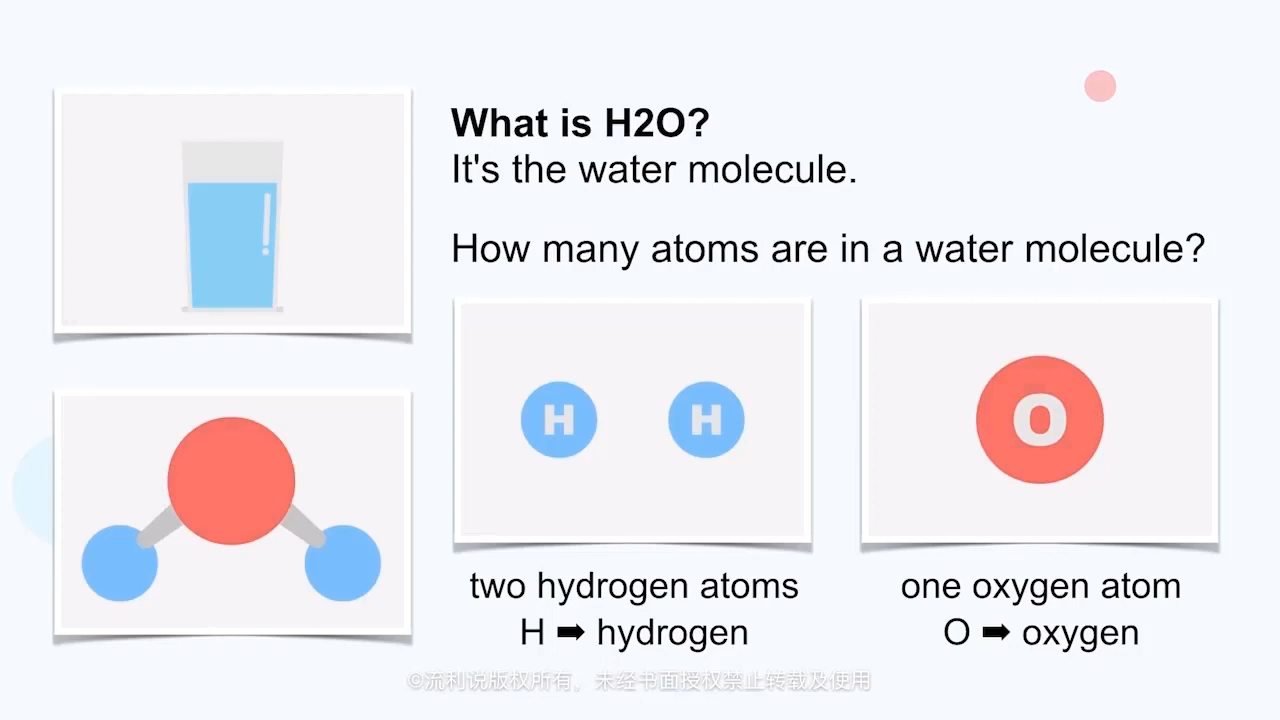 What is H2O?
It's the water molecule.
How many atoms are in a water molecule?
H H
O
two hydrogen atoms
H ➡ hydrogen
one oxygen atom
O ➡ oxygen
©流利说版权所有，未经书面授权禁止转载及使用